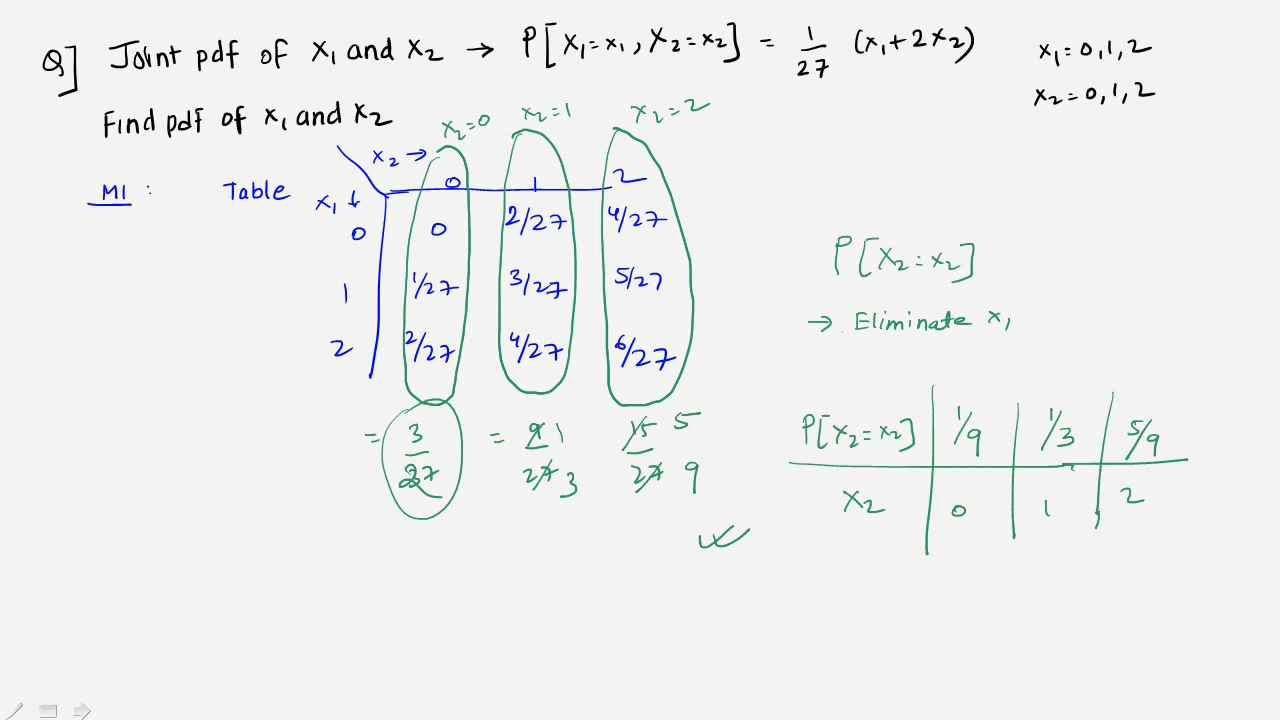 Q] Joint pdf of x₁ and x₂ → P[X₁=x₁, X₂=x₂] = 1/27 (x₁+2x₂) x₁=0,1,2
x₂=0,1,2
Find pdf of x₁ and x₂
x₂=0 x₂=1 x₂=2
x₂ →
M1 : Table
x₁ ↓ 0 1 2
0 0 2/27 4/27
1 1/27 3/27 5/27
2 2/27 4/27 6/27
P[X₂=x₂]
→ Eliminate x₁
= 3/27 = 9/27 1/3 15/27 5/9
P[X₂=x₂] 1/9 1/3 5/9
X₂ 0 1 2